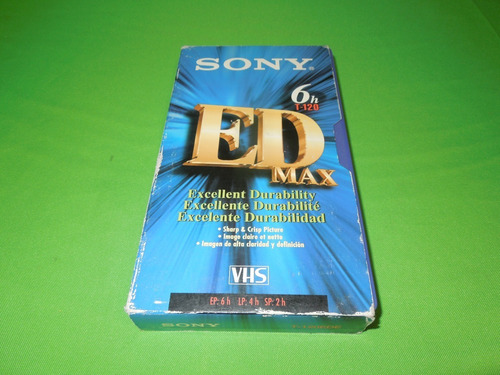 SONY®
6h
T-120
ED
MAX
Excellent Durability
Excellente Durabilité
Excelente Durabilidad
• Sharp & Crisp Picture
• Image claire et nette
• Imagen de alta claridad y definición
VHS
EP: 6 h LP: 4 h SP: 2 h
SONY